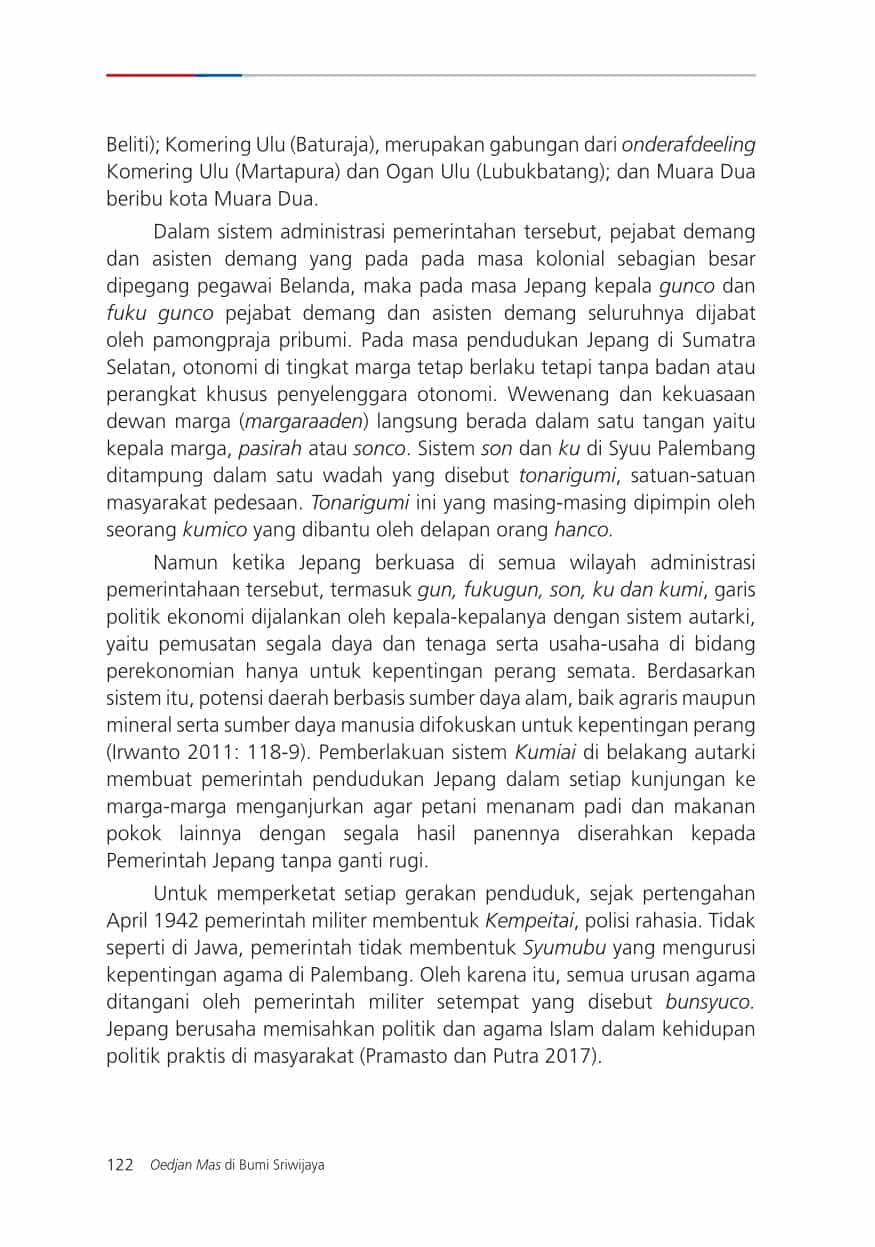 Beliti); Komering Ulu (Baturaja), merupakan gabungan dari onderafdeeling
Komering Ulu (Martapura) dan Ogan Ulu (Lubukbatang); dan Muara Dua
beribu kota Muara Dua.
Dalam sistem administrasi pemerintahan tersebut, pejabat demang
dan asisten demang yang pada pada masa kolonial sebagian besar
dipegang pegawai Belanda, maka pada masa Jepang kepala gunco dan
fuku gunco pejabat demang dan asisten demang seluruhnya dijabat
oleh pamongpraja pribumi. Pada masa pendudukan Jepang di Sumatra
Selatan, otonomi di tingkat marga tetap berlaku tetapi tanpa badan atau
perangkat khusus penyelenggara otonomi. Wewenang dan kekuasaan
dewan marga (margaraaden) langsung berada dalam satu tangan yaitu
kepala marga, pasirah atau sonco. Sistem son dan ku di Syuu Palembang
ditampung dalam satu wadah yang disebut tonarigumi, satuan-satuan
masyarakat pedesaan. Tonarigumi ini yang masing-masing dipimpin oleh
seorang kumico yang dibantu oleh delapan orang hanco.
Namun ketika Jepang berkuasa di semua wilayah administrasi
pemerintahaan tersebut, termasuk gun, fukugun, son, ku dan kumi, garis
politik ekonomi dijalankan oleh kepala-kepalanya dengan sistem autarki,
yaitu pemusatan segala daya dan tenaga serta usaha-usaha di bidang
perekonomian hanya untuk kepentingan perang semata. Berdasarkan
sistem itu, potensi daerah berbasis sumber daya alam, baik agraris maupun
mineral serta sumber daya manusia difokuskan untuk kepentingan perang
(Irwanto 2011: 118-9). Pemberlakuan sistem Kumiai di belakang autarki
membuat pemerintah pendudukan Jepang dalam setiap kunjungan ke
marga-marga menganjurkan agar petani menanam padi dan makanan
pokok lainnya dengan segala hasil panennya diserahkan kepada
Pemerintah Jepang tanpa ganti rugi.
Untuk memperketat setiap gerakan penduduk, sejak pertengahan
April 1942 pemerintah militer membentuk Kempeitai, polisi rahasia. Tidak
seperti di Jawa, pemerintah tidak membentuk Syumubu yang mengurusi
kepentingan agama di Palembang. Oleh karena itu, semua urusan agama
ditangani oleh pemerintah militer setempat yang disebut bunsyuco.
Jepang berusaha memisahkan politik dan agama Islam dalam kehidupan
politik praktis di masyarakat (Pramasto dan Putra 2017).
122 Oedjan Mas di Bumi Sriwijaya